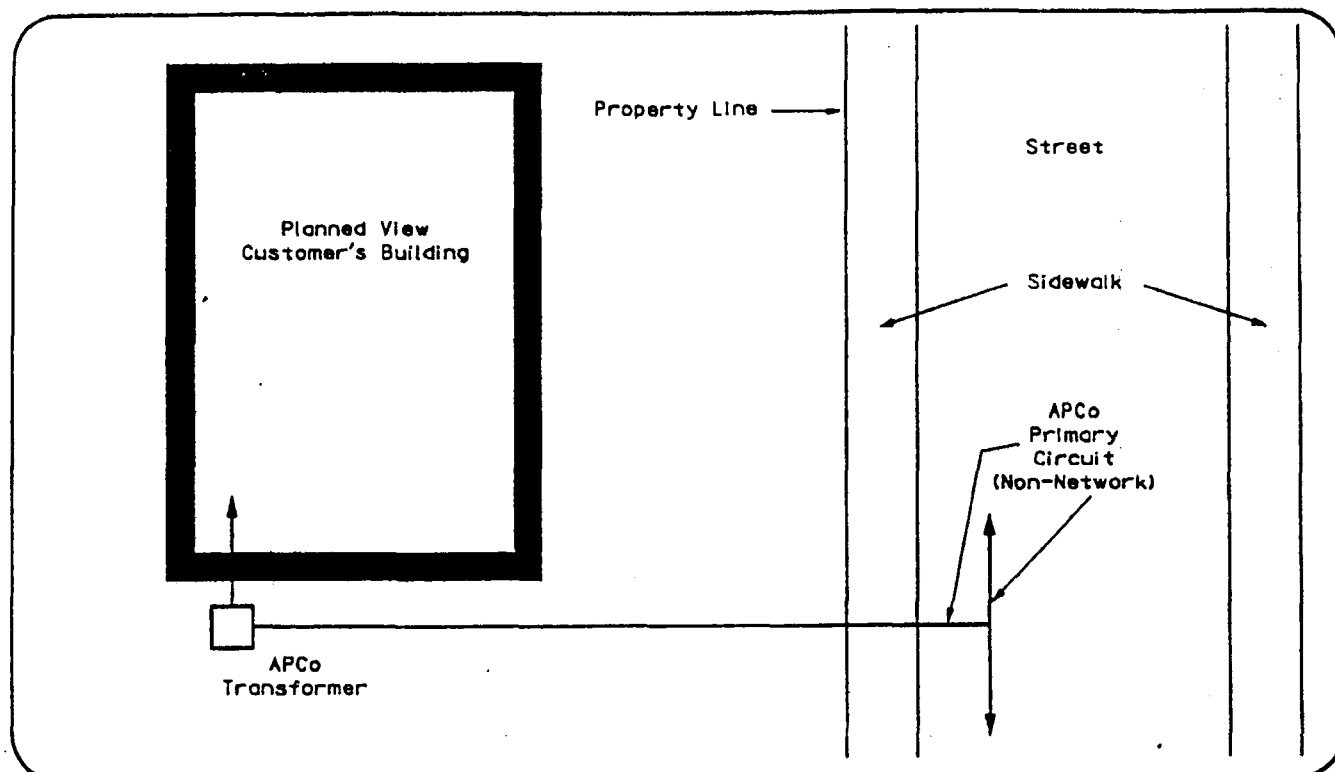 Property Line
Street
Planned View
Customer's Building
Sidewalk
APCo
Primary
Circuit
(Non-Network)
APCo
Transformer